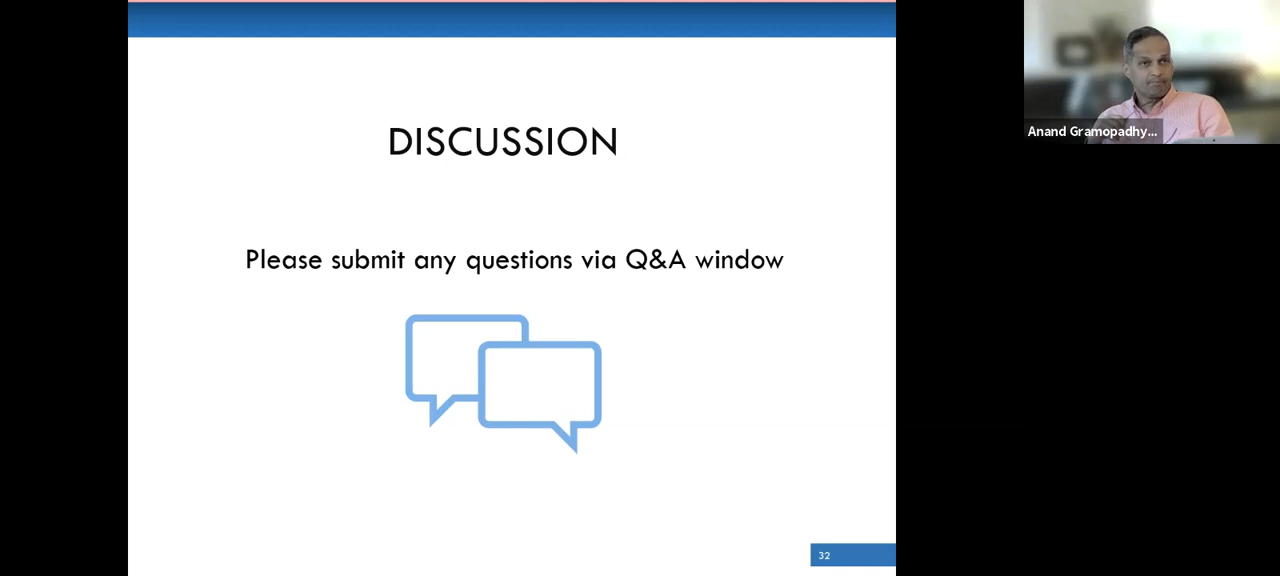 DISCUSSION
Please submit any questions via Q&A window
32
Anand Gramopadhy...